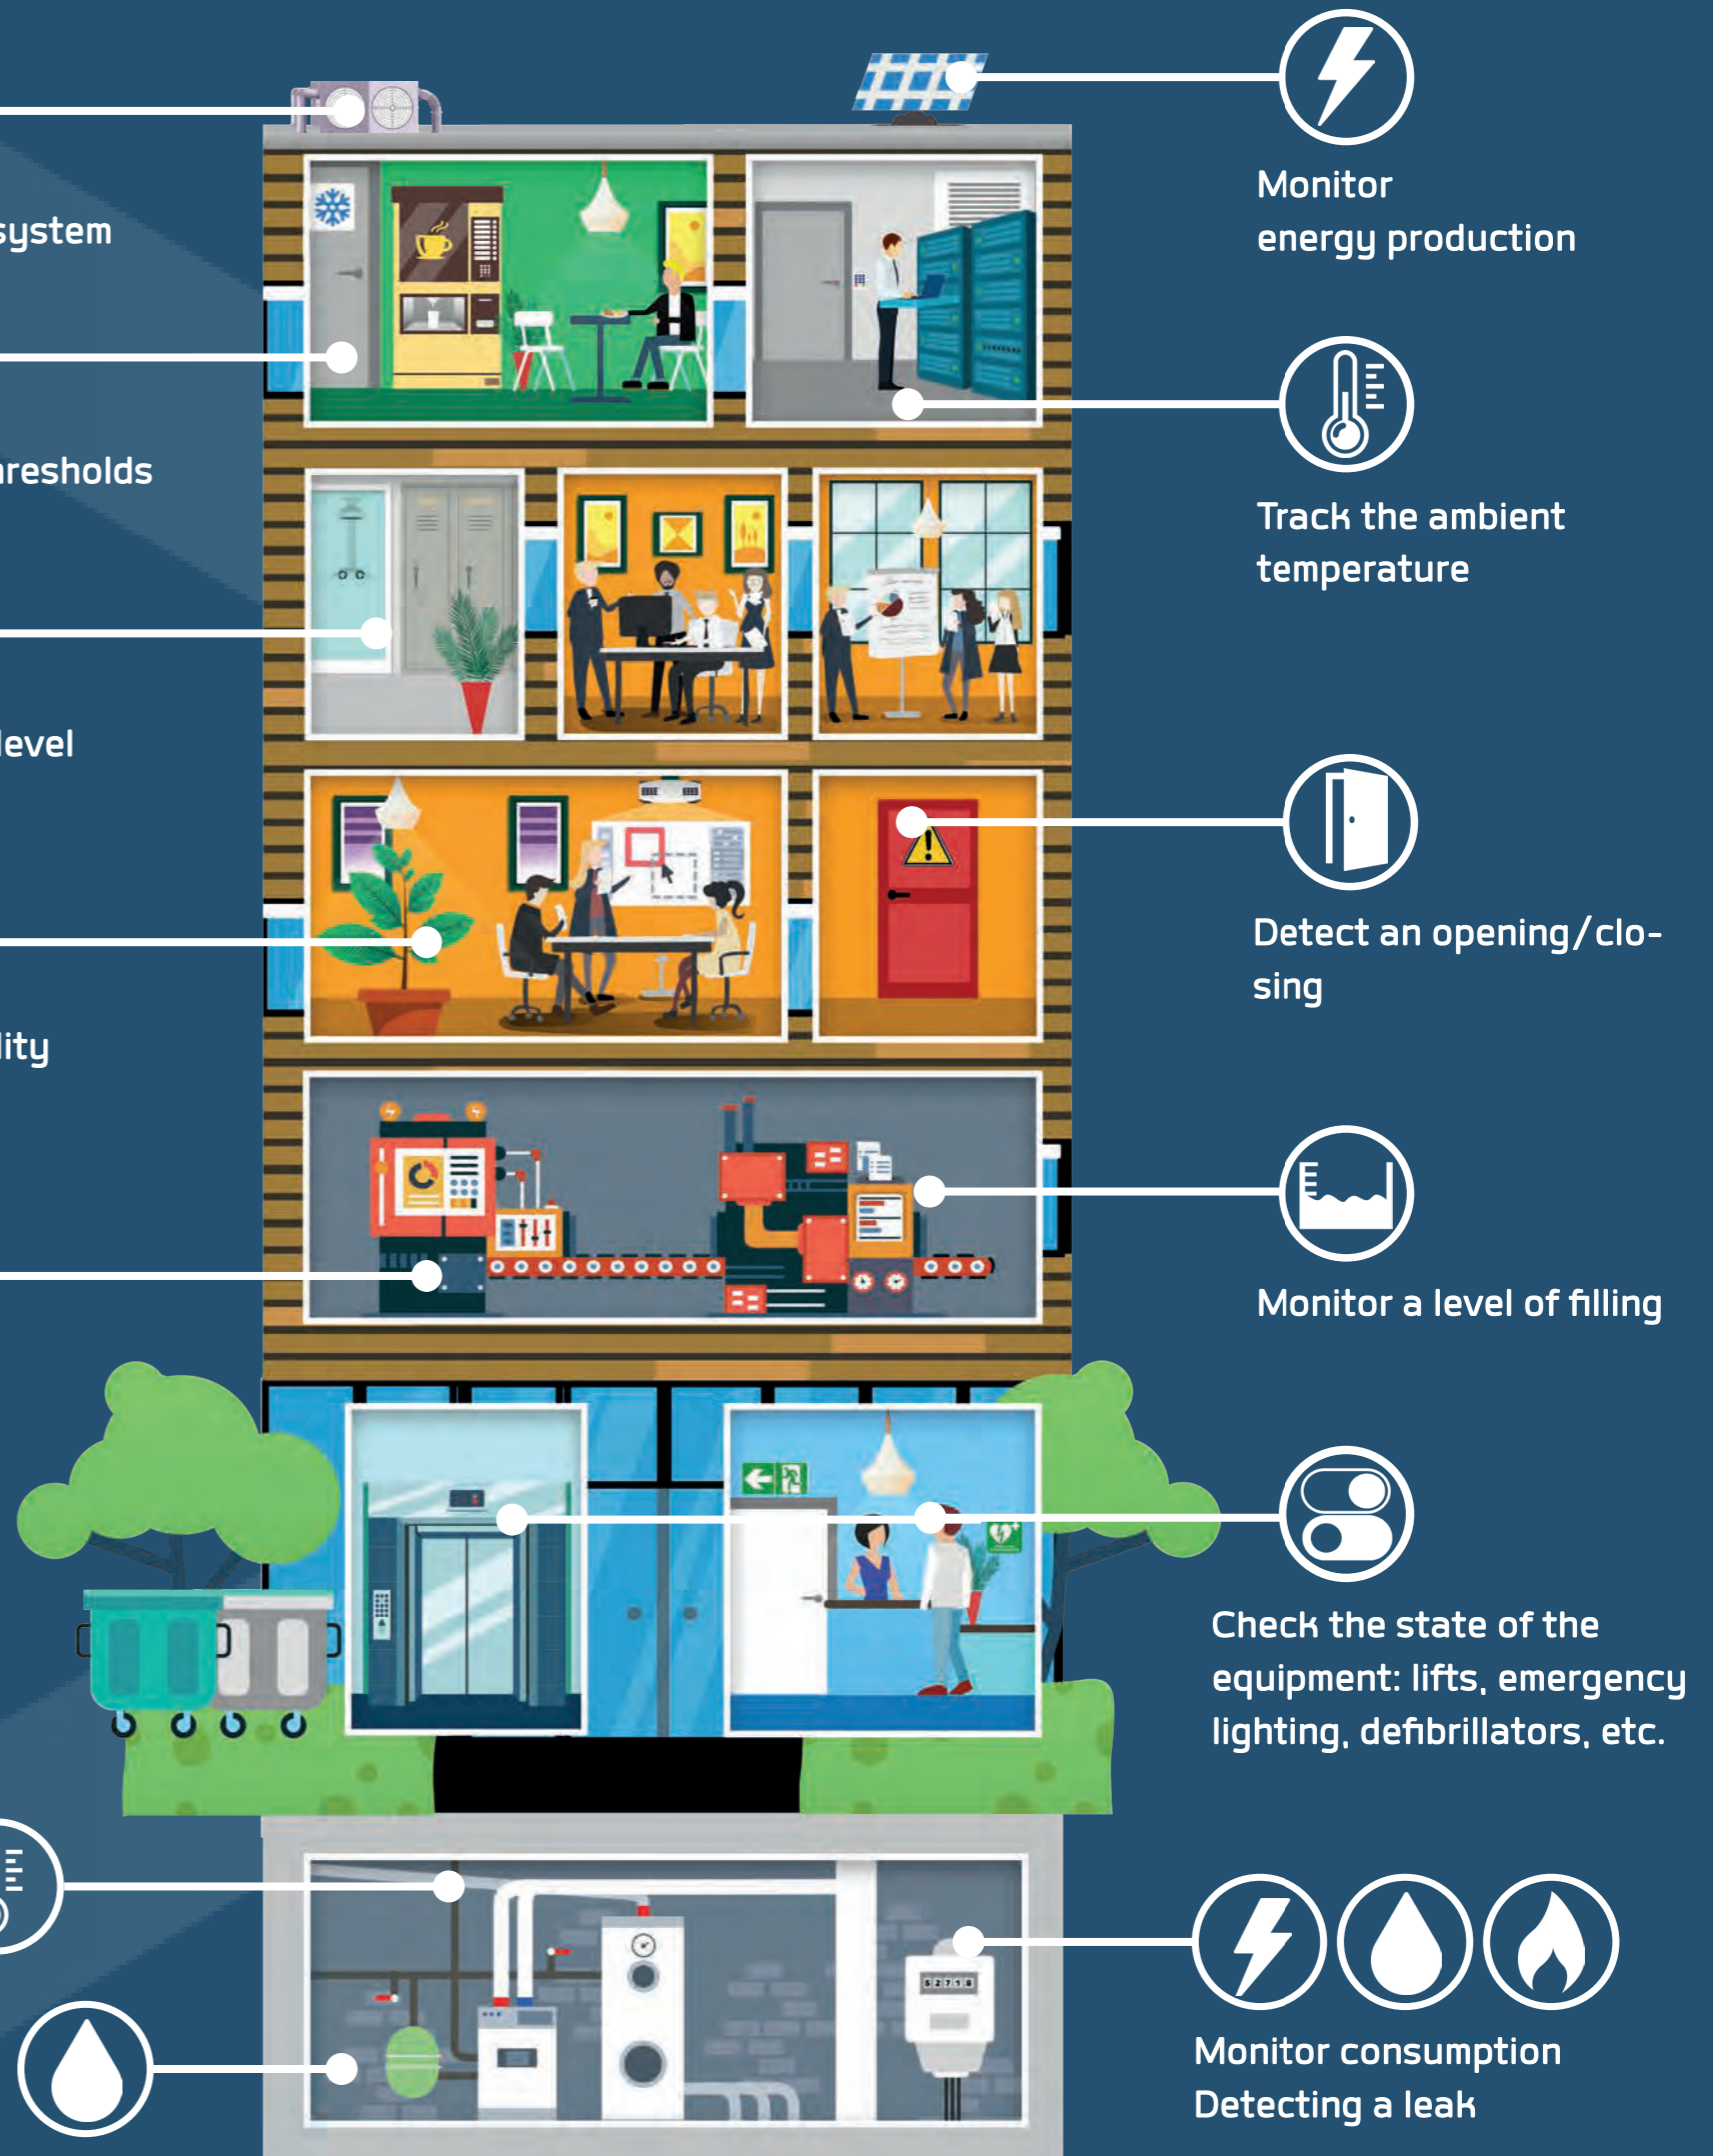 system
resholds
level
lity
Monitor
energy production
Track the ambient
temperature
Detect an opening/clo-
sing
Monitor a level of filling
Check the state of the
equipment: lifts, emergency
lighting, defibrillators, etc.
52718
Monitor consumption
Detecting a leak